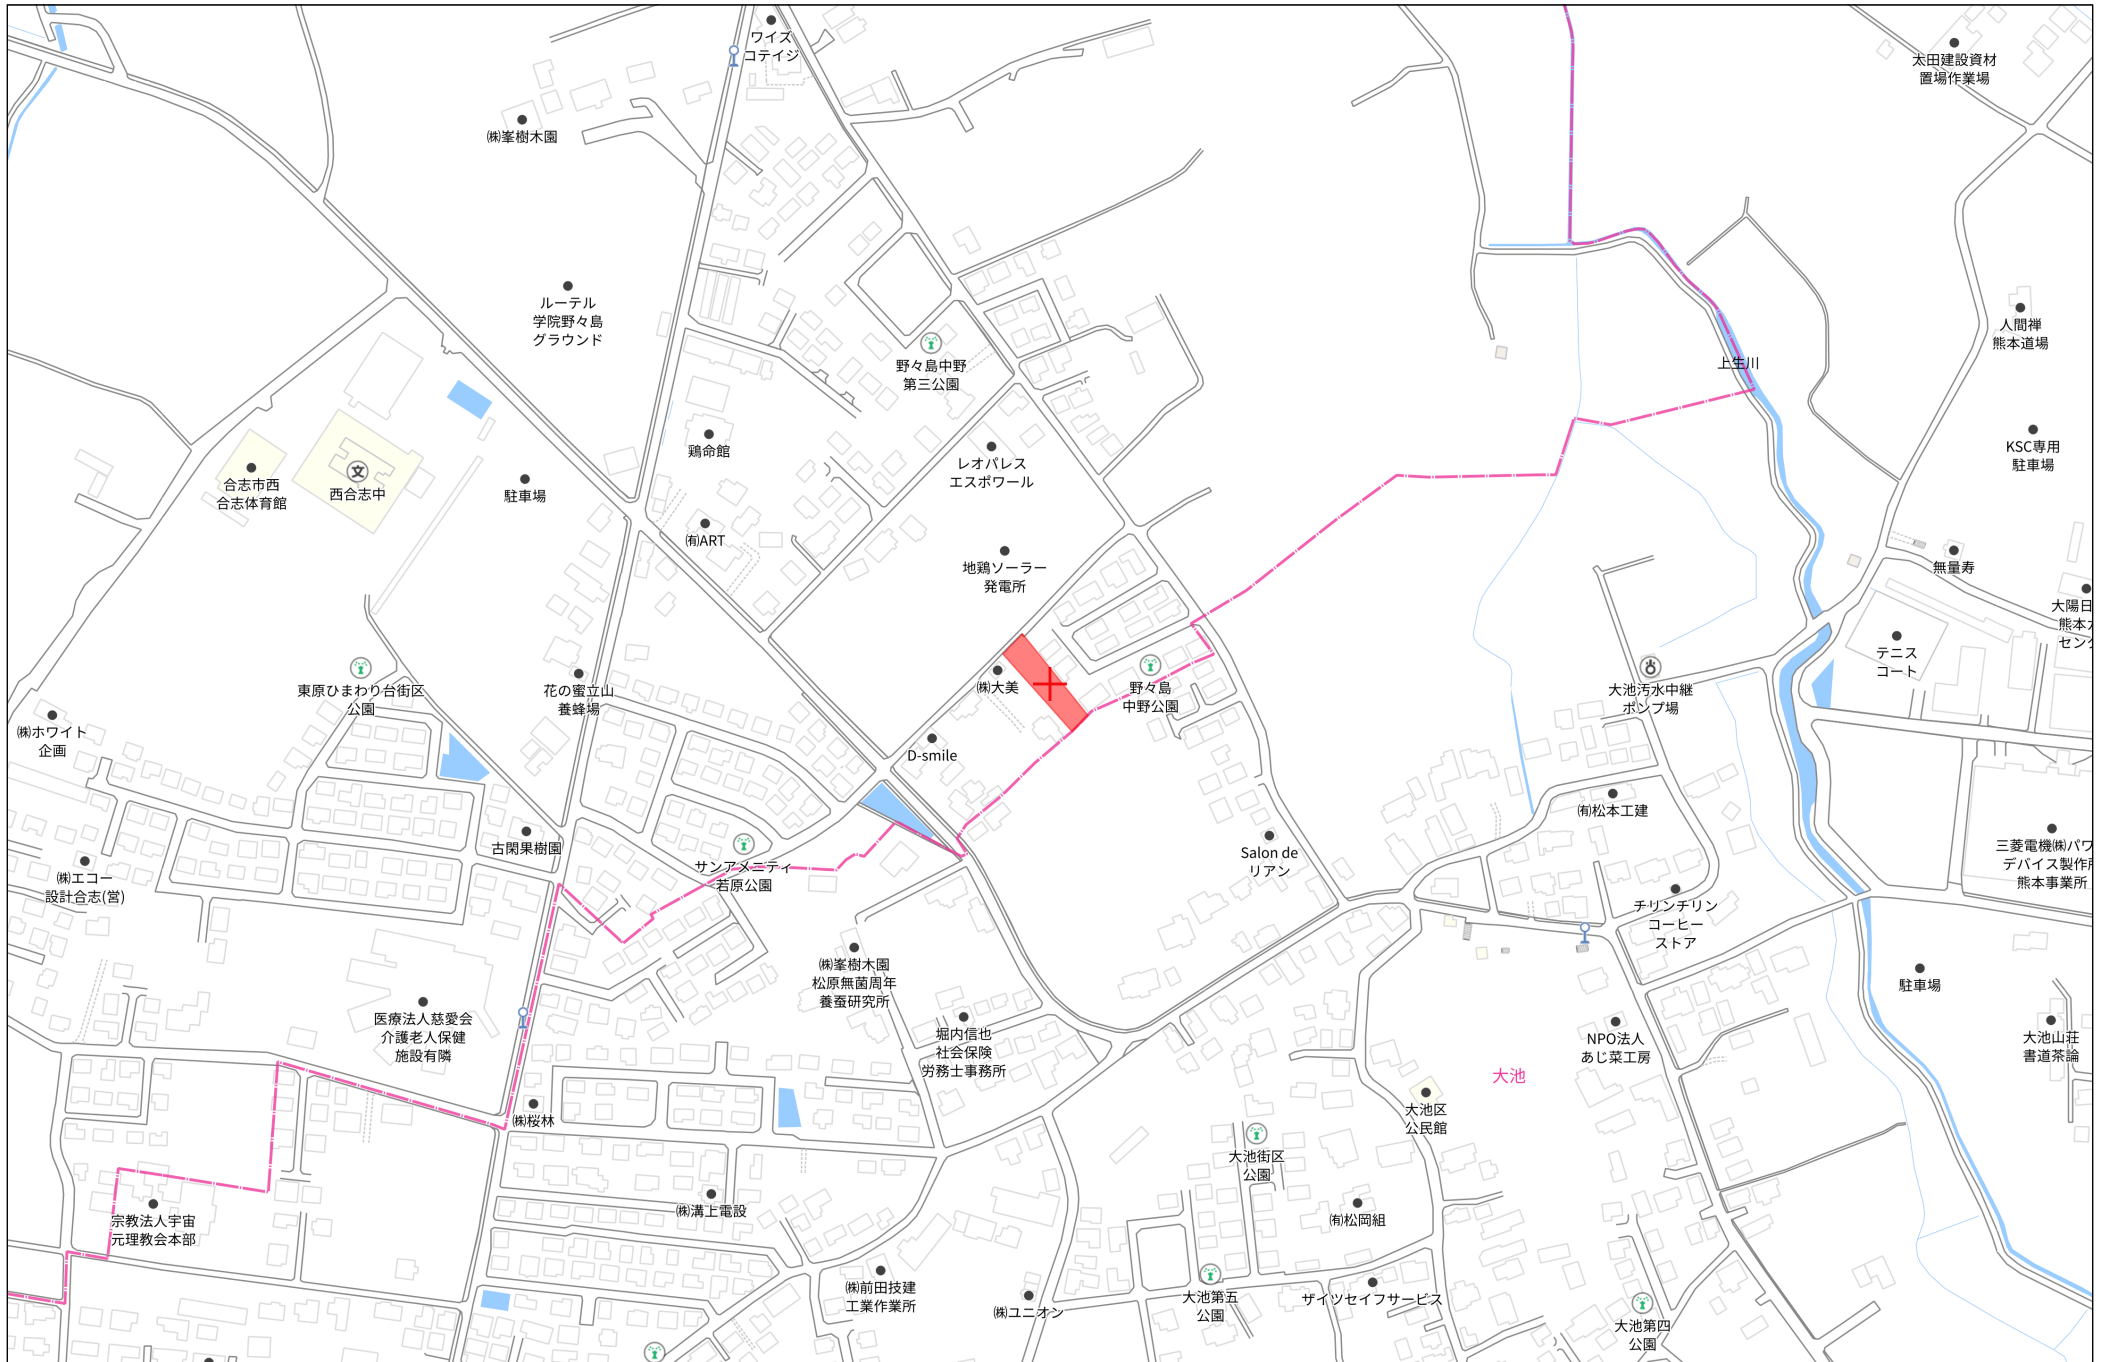 ワイズ
コテイジ
太田建設資材
置場作業場
㈱峯樹木園
ルーテル
学院野々島
グラウンド
人間禅
熊本道場
野々島中野
第三公園
上生川
鶏命館
KSC専用
駐車場
レオパレス
エスポワール
合志市西
合志体育館
文
西合志中
駐車場
㈲ART
地鶏ソーラー
発電所
無量寿
大陽日
センタ
テニス
コート
東原ひまわり台街区
公園
花の蜜立山
養蜂場
㈱大美
野々島
中野公園
大池汚水中継
ポンプ場
㈱ホワイト
企画
D-smile
㈲松本工建
古閑果樹園
サンアメニティ
若原公園
Salon de
リアン
三菱電機㈱パワ
デバイス製作所
熊本事業所
㈱エコー
設計合志(営)
チリンチリン
コーヒー
ストア
㈱峯樹木園
松原無菌周年
養蚕研究所
駐車場
医療法人慈愛会
介護老人保健
施設有隣
堀内信也
社会保険
労務士事務所
NPO法人
あじ菜工房
大池山荘
書道茶論
大池
㈱桜林
大池区
公民館
大池街区
公園
㈱溝上電設
㈲松岡組
宗教法人宇宙
元理教会本部
㈱前田技建
工業作業所
㈱ユニオン
大池第五
公園
ザイツセイフサービス
大池第四
公園